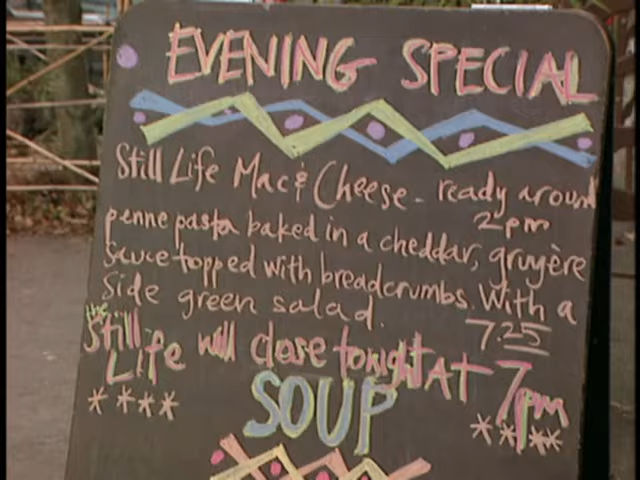 EVENING SPECIAL
Still Life Mac & Cheese - ready around
2pm
penne pasta baked in a cheddar, gruyère
sauce topped with breadcrumbs. With a
side green salad.
7.25
the
Still
Life will close tonight AT 7pm
**** ****
SOUP